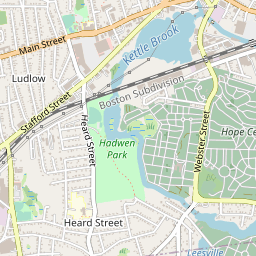 Main Street
Kettle Brook
Ludlow
Boston Subdivision
Stafford Street
Heard Street
Webster Street
Hope
Hadwen
Park
Heard Street
Leesville